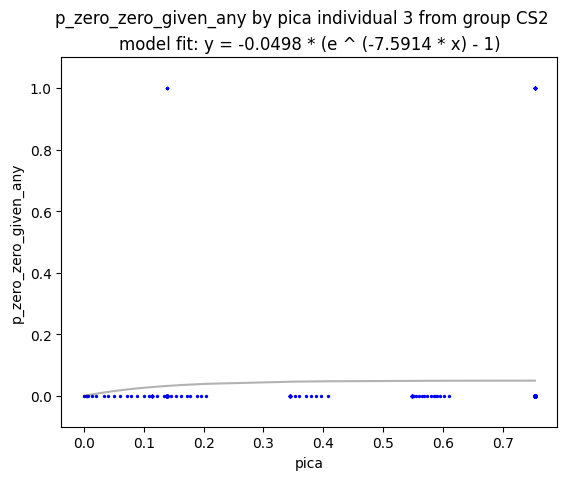 p_zero_zero_given_any by pica individual 3 from group CS2
model fit: y = -0.0498 * (e ^ (-7.5914 * x) - 1)
1.0
0.8
0.6
0.4
0.2
0.0
p_zero_zero_given_any
0.0 0.1 0.2 0.3 0.4 0.5 0.6 0.7
pica